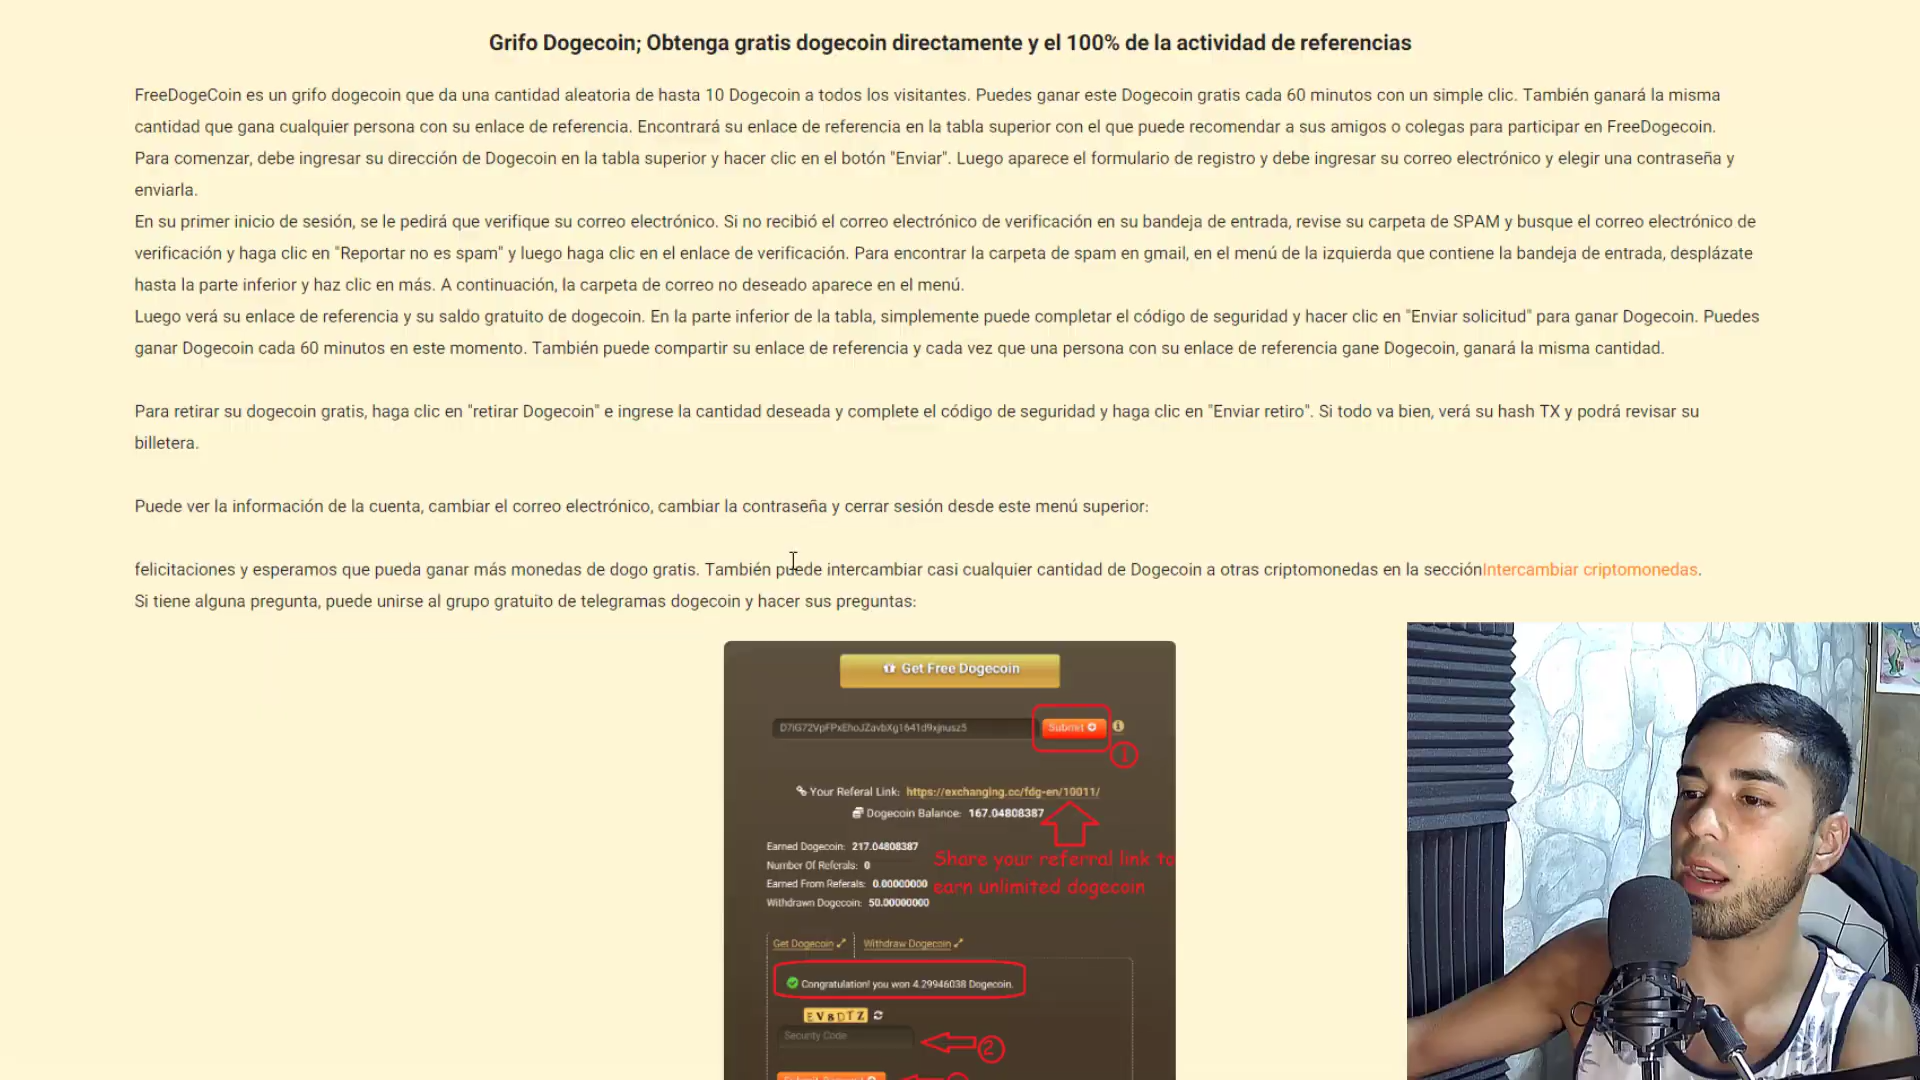 Grifo Dogecoin; Obtenga gratis dogecoin directamente y el 100% de la actividad de referencias
FreeDogeCoin es un grifo dogecoin que da una cantidad aleatoria de hasta 10 Dogecoin a todos los visitantes. Puedes ganar este Dogecoin gratis cada 60 minutos con un simple clic. También ganará la misma
cantidad que gana cualquier persona con su enlace de referencia. Encontrará su enlace de referencia en la tabla superior con el que puede recomendar a sus amigos o colegas para participar en FreeDogecoin.
Para comenzar, debe ingresar su dirección de Dogecoin en la tabla superior y hacer clic en el botón "Enviar". Luego aparece el formulario de registro y debe ingresar su correo electrónico y elegir una contraseña y
enviarla.
En su primer inicio de sesión, se le pedirá que verifique su correo electrónico. Si no recibió el correo electrónico de verificación en su bandeja de entrada, revise su carpeta de SPAM y busque el correo electrónico de
verificación y haga clic en "Reportar no es spam" y luego haga clic en el enlace de verificación. Para encontrar la carpeta de spam en gmail, en el menú de la izquierda que contiene la bandeja de entrada, desplázate
hasta la parte inferior y haz clic en más. A continuación, la carpeta de correo no deseado aparece en el menú.
Luego verá su enlace de referencia y su saldo gratuito de dogecoin. En la parte inferior de la tabla, simplemente puede completar el código de seguridad y hacer clic en "Enviar solicitud" para ganar Dogecoin. Puedes
ganar Dogecoin cada 60 minutos en este momento. También puede compartir su enlace de referencia y cada vez que una persona con su enlace de referencia gane Dogecoin, ganará la misma cantidad.
Para retirar su dogecoin gratis, haga clic en "retirar Dogecoin" e ingrese la cantidad deseada y complete el código de seguridad y haga clic en "Enviar retiro". Si todo va bien, verá su hash TX y podrá revisar su
billetera.
Puede ver la información de la cuenta, cambiar el correo electrónico, cambiar la contraseña y cerrar sesión desde este menú superior:
felicitaciones y esperamos que pueda ganar más monedas de dogo gratis. También puede intercambiar casi cualquier cantidad de Dogecoin a otras criptomonedas en la secciónIntercambiar criptomonedas.
Si tiene alguna pregunta, puede unirse al grupo gratuito de telegramas dogecoin y hacer sus preguntas:
Get Free Dogecoin
Submit
1
Your Referal Link: https://exchanging.cc/fdg-en/10011/
Dogecoin Balance: 167.04808387
Earned Dogecoin: 217.04808387
Number Of Referals: 0
Earned From Referals: 0.00000000
Withdrawn Dogecoin: 50.00000000
Share your referral link to
earn unlimited dogecoin
Get Dogecoin Withdraw Dogecoin
Congratulation! you won 4.29946038 Dogecoin.
EV8DTZ
Security Code
2